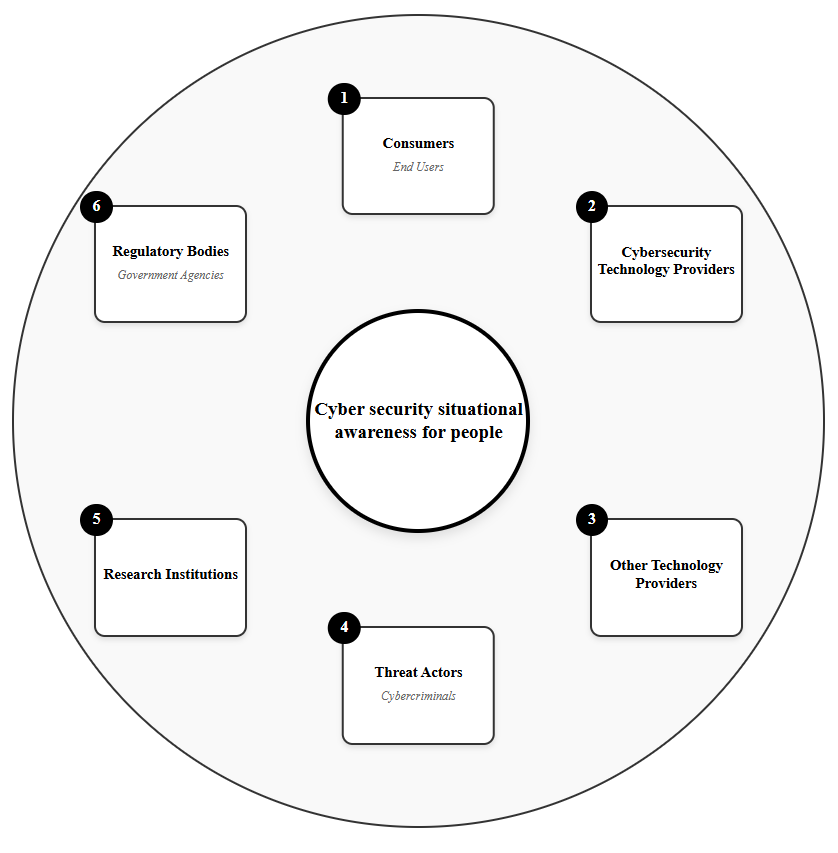 1
Consumers
End Users
2
Cybersecurity
Technology Providers
3
Other Technology
Providers
4
Threat Actors
Cybercriminals
5
Research Institutions
6
Regulatory Bodies
Government Agencies
Cyber security situational
awareness for people